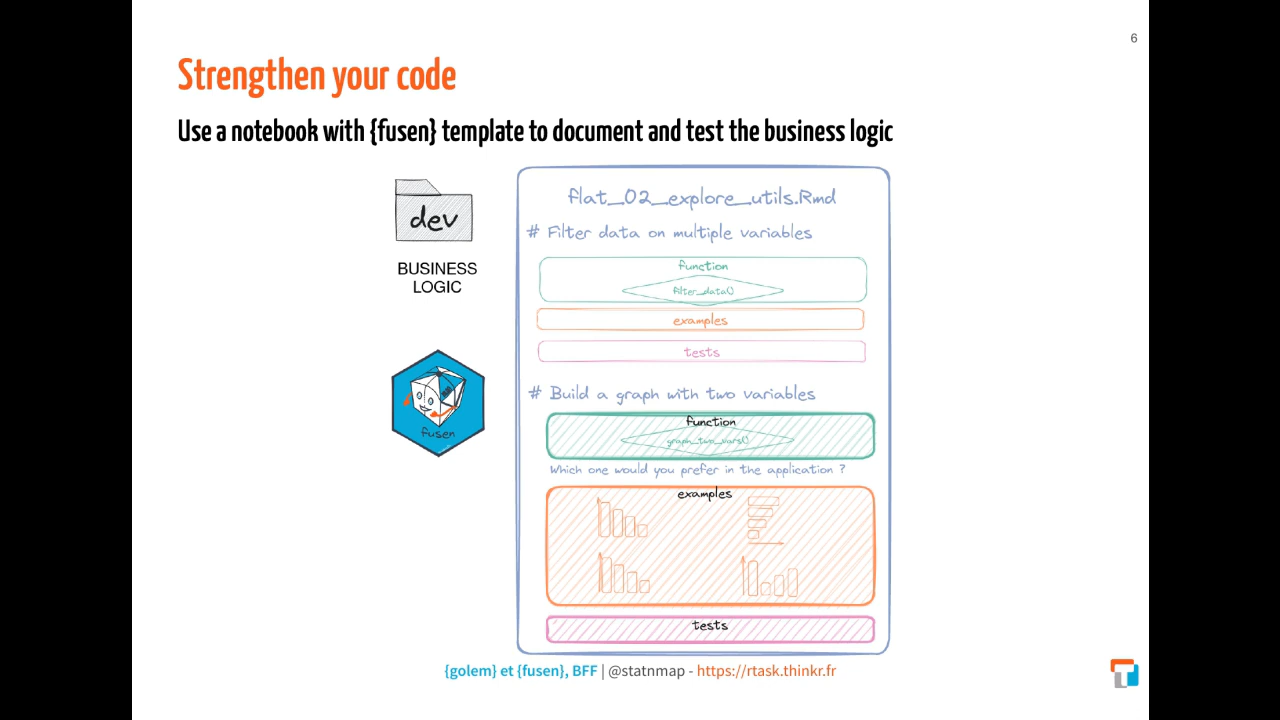 6
Strengthen your code
Use a notebook with {fusen} template to document and test the business logic
dev
BUSINESS
LOGIC
fusen
flat_02_explore_utils.Rmd
# Filter data on multiple variables
function
filter_data()
examples
tests
# Build a graph with two variables
function
graph_two_vars()
Which one would you prefer in the application ?
examples
tests
{golem} et {fusen}, BFF | @statnmap - https://rtask.thinkr.fr